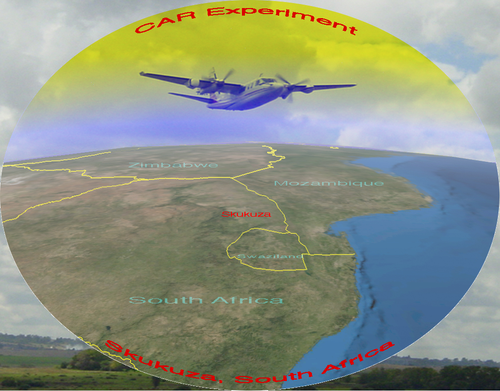 CAR Experiment
Zimbabwe
Mozambique
Skukuza
Swaziland
South Africa
Skukuza, South Africa